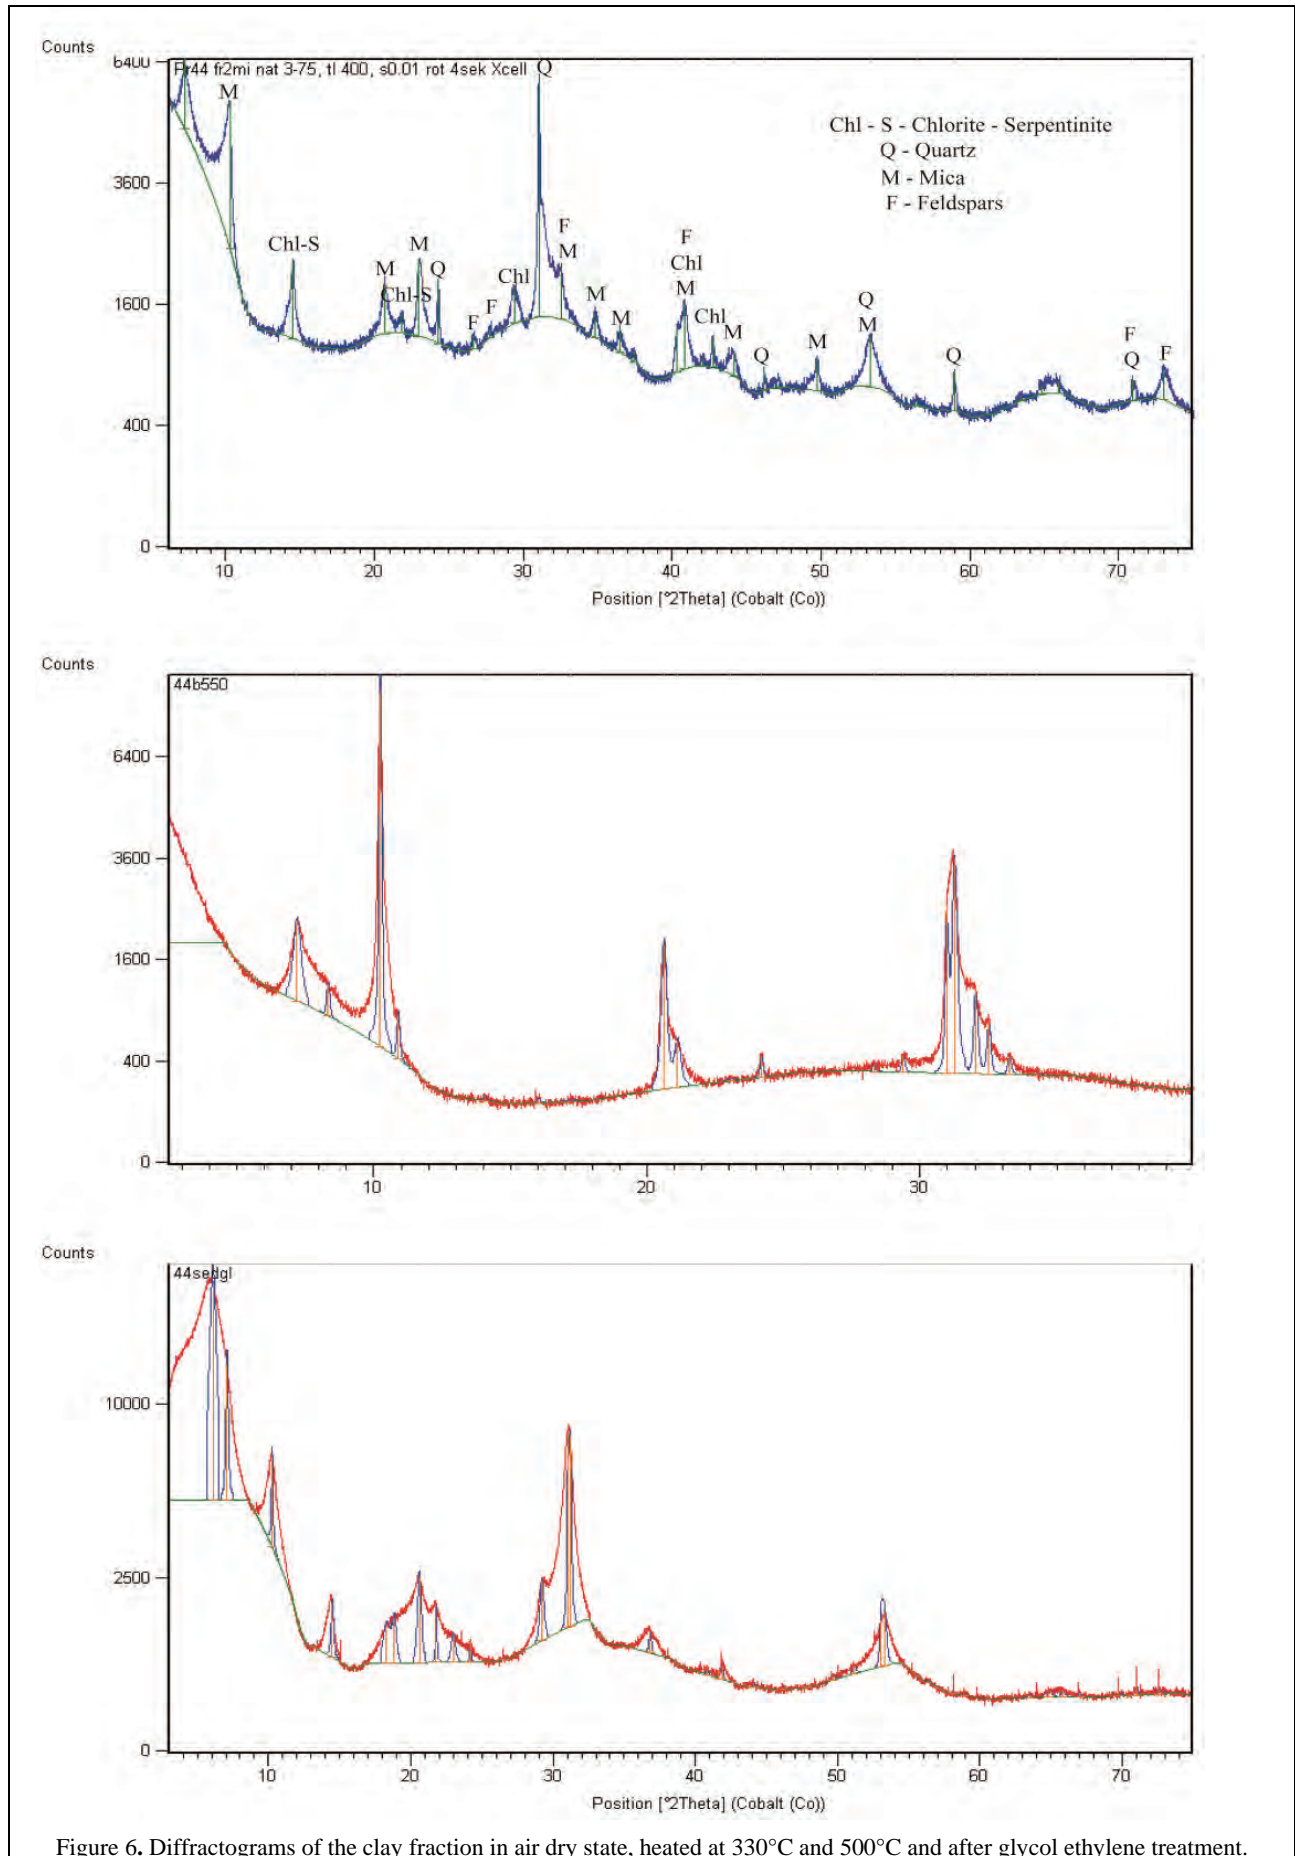 Counts
6400
Pr44 fr2mi nat 3-75, tl 400, s0.01 rot 4sek Xcell
Q
M
Chl - S - Chlorite - Serpentinite
Q - Quartz
M - Mica
F - Feldspars
3600
Chl-S
M
Chl-S
M
Q
F
F
Chl
F
M
M
M
F
Chl
M
Chl
M
Q
M
Q
M
Q
F
Q
F
1600
400
0
10 20 30 40 50 60 70
Position [°2Theta] (Cobalt (Co))
Counts
44b550
6400
3600
1600
400
0
10 20 30
Counts
44sedgl
10000
2500
0
10 20 30 40 50 60 70
Position [°2Theta] (Cobalt (Co))
Figure 6. Diffractograms of the clay fraction in air dry state, heated at 330°C and 500°C and after glycol ethylene treatment.